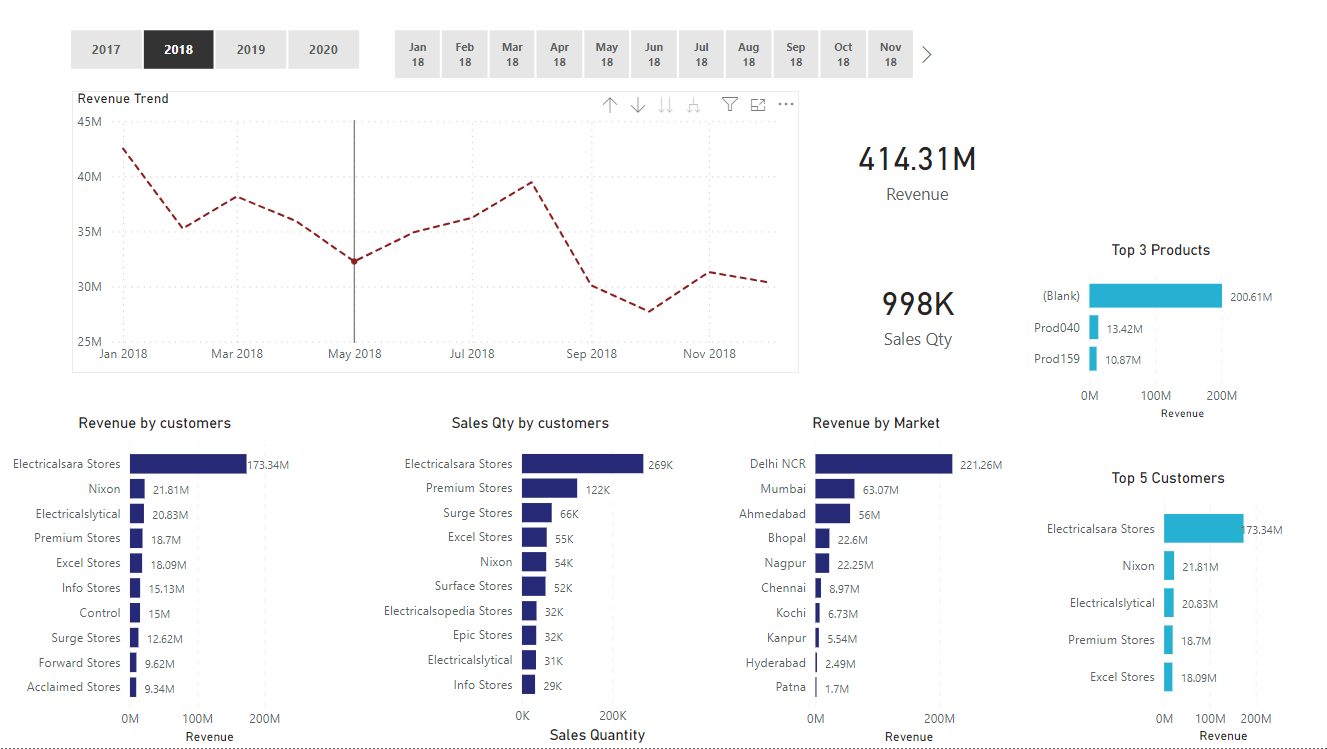 2017 2018 2019 2020
Jan Feb Mar Apr May Jun Jul Aug Sep Oct Nov
18 18 18 18 18 18 18 18 18 18 18
Revenue Trend
45M
40M
35M
30M
25M
Jan 2018 Mar 2018 May 2018 Jul 2018 Sep 2018 Nov 2018
414.31M
Revenue
998K
Sales Qty
Top 3 Products
(Blank) 200.61M
Prod040 13.42M
Prod159 10.87M
0M 100M 200M
Revenue
Revenue by customers
Electricalsara Stores 173.34M
Nixon 21.81M
Electricalslytical 20.83M
Premium Stores 18.7M
Excel Stores 18.09M
Info Stores 15.13M
Control 15M
Surge Stores 12.62M
Forward Stores 9.62M
Acclaimed Stores 9.34M
0M 100M 200M
Revenue
Sales Qty by customers
Electricalsara Stores 269K
Premium Stores 122K
Surge Stores 66K
Excel Stores 55K
Nixon 54K
Surface Stores 52K
Electricalsopedia Stores 32K
Epic Stores 32K
Electricalslytical 31K
Info Stores 29K
0K 200K
Sales Quantity
Revenue by Market
Delhi NCR 221.26M
Mumbai 63.07M
Ahmedabad 56M
Bhopal 22.6M
Nagpur 22.25M
Chennai 8.97M
Kochi 6.73M
Kanpur 5.54M
Hyderabad 2.49M
Patna 1.7M
0M 200M
Revenue
Top 5 Customers
Electricalsara Stores 173.34M
Nixon 21.81M
Electricalslytical 20.83M
Premium Stores 18.7M
Excel Stores 18.09M
0M 100M 200M
Revenue